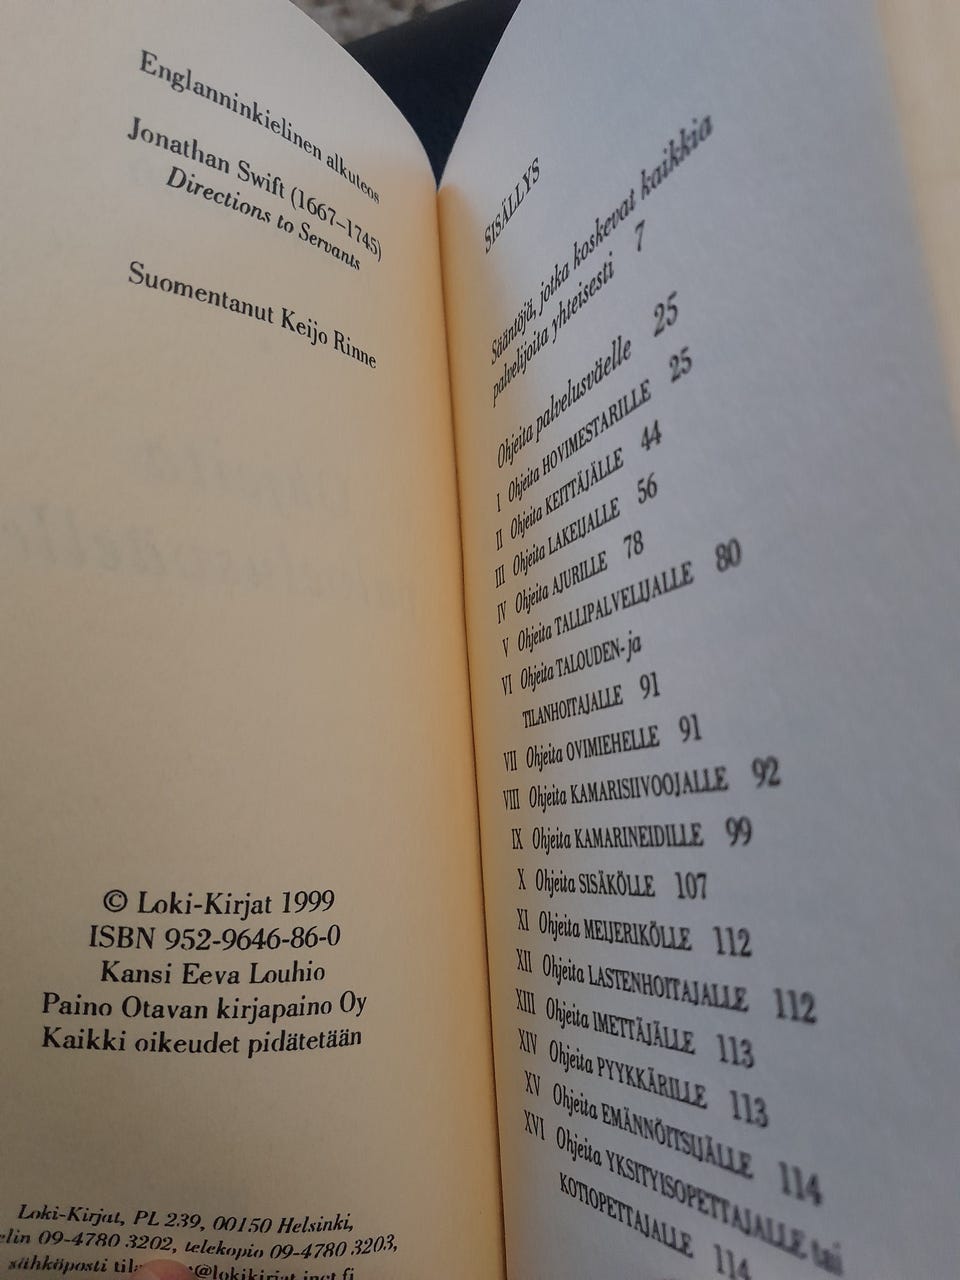 Englanninkielinen alkuteos
Jonathan Swift (1667–1745)
Directions to Servants
Suomentanut Keijo Rinne
© Loki-Kirjat 1999
ISBN 952-9646-86-0
Kansi Eeva Louhio
Paino Otavan kirjapaino Oy
Kaikki oikeudet pidätetään
Loki-Kirjat, PL 239, 00150 Helsinki,
09-4780 3202, telekopio 09-4780 3203,
sähköposti @lokikirjat.inet.fi
SISÄLLYS
Sääntöjä, jotka koskevat kaikkia
palvelijoita yhteisesti 7
Ohjeita palvelusväelle 25
I Ohjeita HOVIMESTARILLE 25
II Ohjeita KEITTÄJÄLLE 44
III Ohjeita LAKEIJALLE 56
IV Ohjeita AJURILLE 78
V Ohjeita TALLIPALVELIJALLE 80
VI Ohjeita TALOUDEN- ja
TILANHOITAJALLE 91
VII Ohjeita OVIMIEHELLE 91
VIII Ohjeita KAMARISIIVOOJALLE 92
IX Ohjeita KAMARINEIDILLE 99
X Ohjeita SISÄKÖLLE 107
XI Ohjeita MEIJERIKÖLLE 112
XII Ohjeita LASTENHOITAJALLE 112
XIII Ohjeita IMETTÄJÄLLE 113
XIV Ohjeita PYYKKÄRILLE 113
XV Ohjeita EMÄNNÖITSIJÄLLE 114
XVI Ohjeita YKSITYISOPETTAJALLE tai
KOTIOPETTAJALLE 114